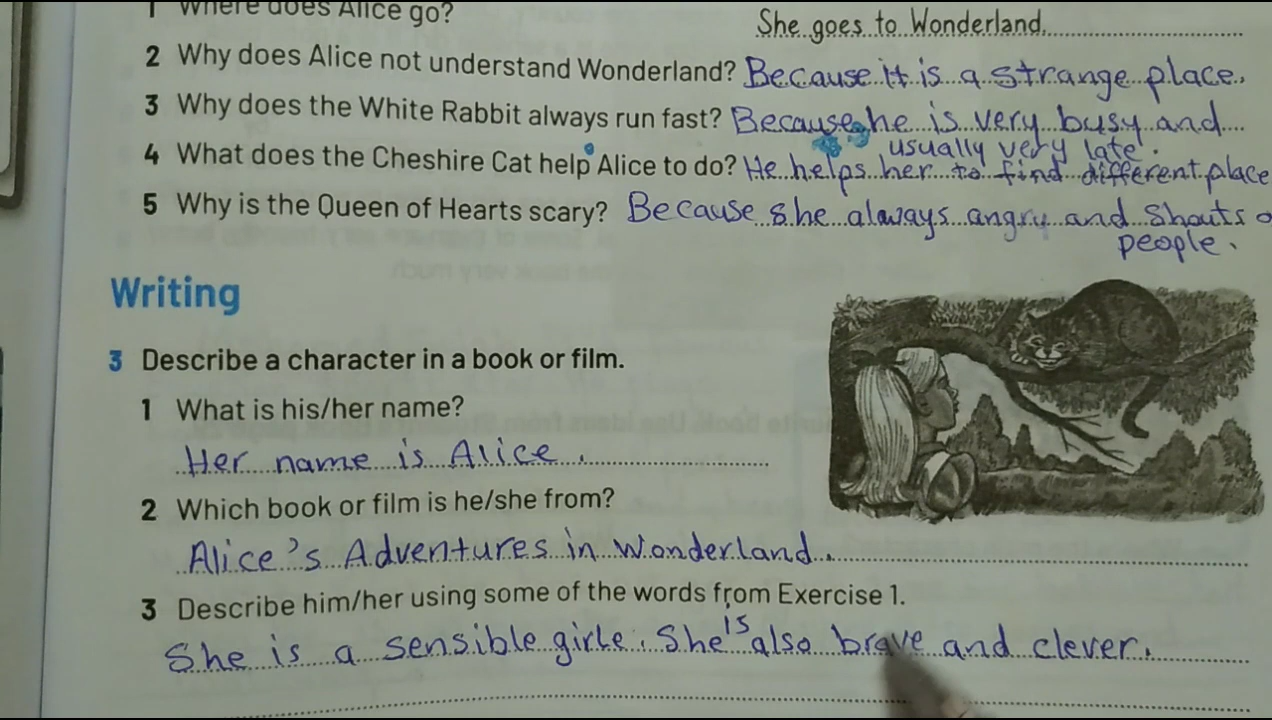 1 Where does Alice go? She goes to Wonderland.
2 Why does Alice not understand Wonderland? Because it is a strange place.
3 Why does the White Rabbit always run fast? Because he is very busy and
usually very late.
4 What does the Cheshire Cat help Alice to do? He helps her to find different place
5 Why is the Queen of Hearts scary? Because she always angry and shouts
people.
Writing
3 Describe a character in a book or film.
1 What is his/her name?
Her name is Alice.
2 Which book or film is he/she from?
Alice's Adventures in Wonderland.
3 Describe him/her using some of the words from Exercise 1.
She is a sensible girle. She is also brave and clever.